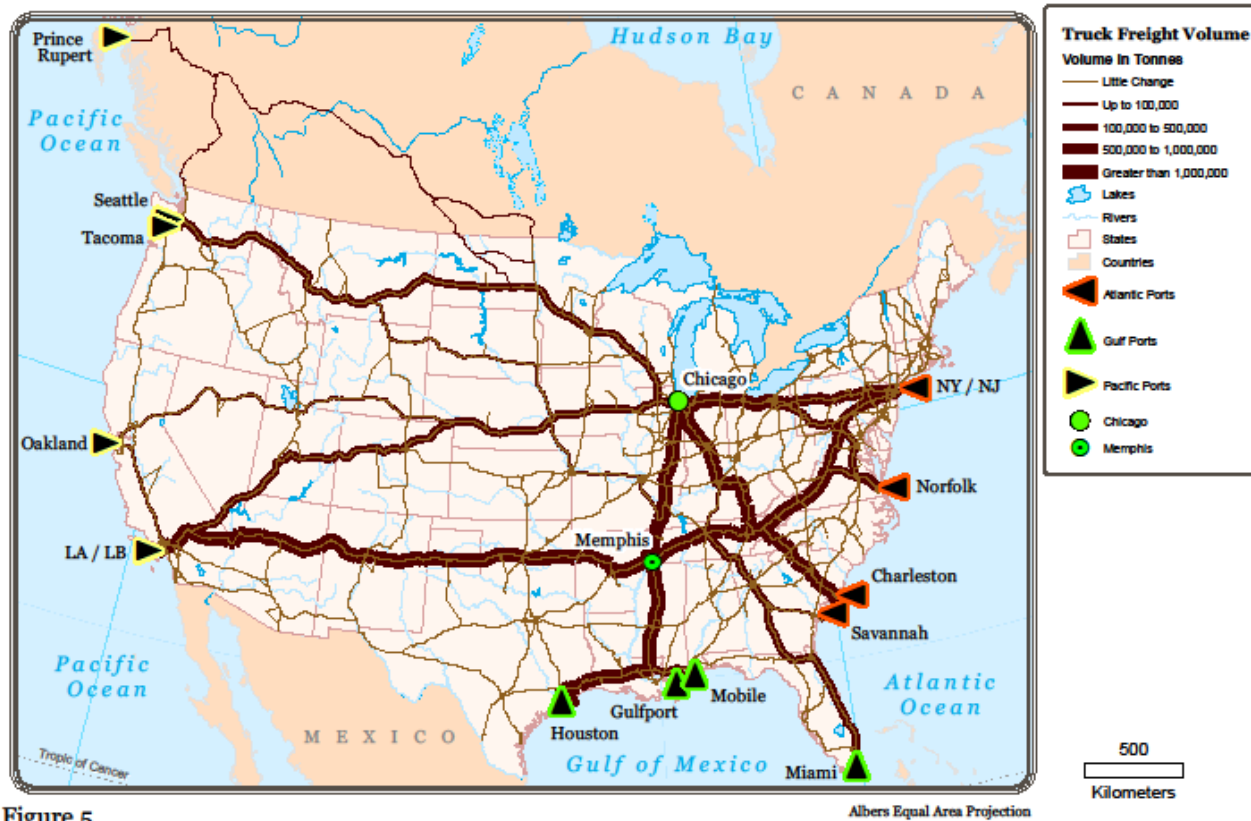 Prince
Rupert
Hudson Bay
CANADA
Pacific
Ocean
Seattle
Tacoma
Chicago
NY / NJ
Oakland
Norfolk
Memphis
LA / LB
Charleston
Savannah
Pacific
Ocean
Atlantic
Ocean
Mobile
Gulfport
Houston
MEXICO
Gulf of Mexico
Miami
Tropic of Cancer
Figure 5
Albers Equal Area Projection
Truck Freight Volume
Volume in Tonnes
Little Change
Up to 100,000
100,000 to 500,000
500,000 to 1,000,000
Greater than 1,000,000
Lakes
Rivers
States
Countries
Atlantic Ports
Gulf Ports
Pacific Ports
Chicago
Memphis
500
Kilometers